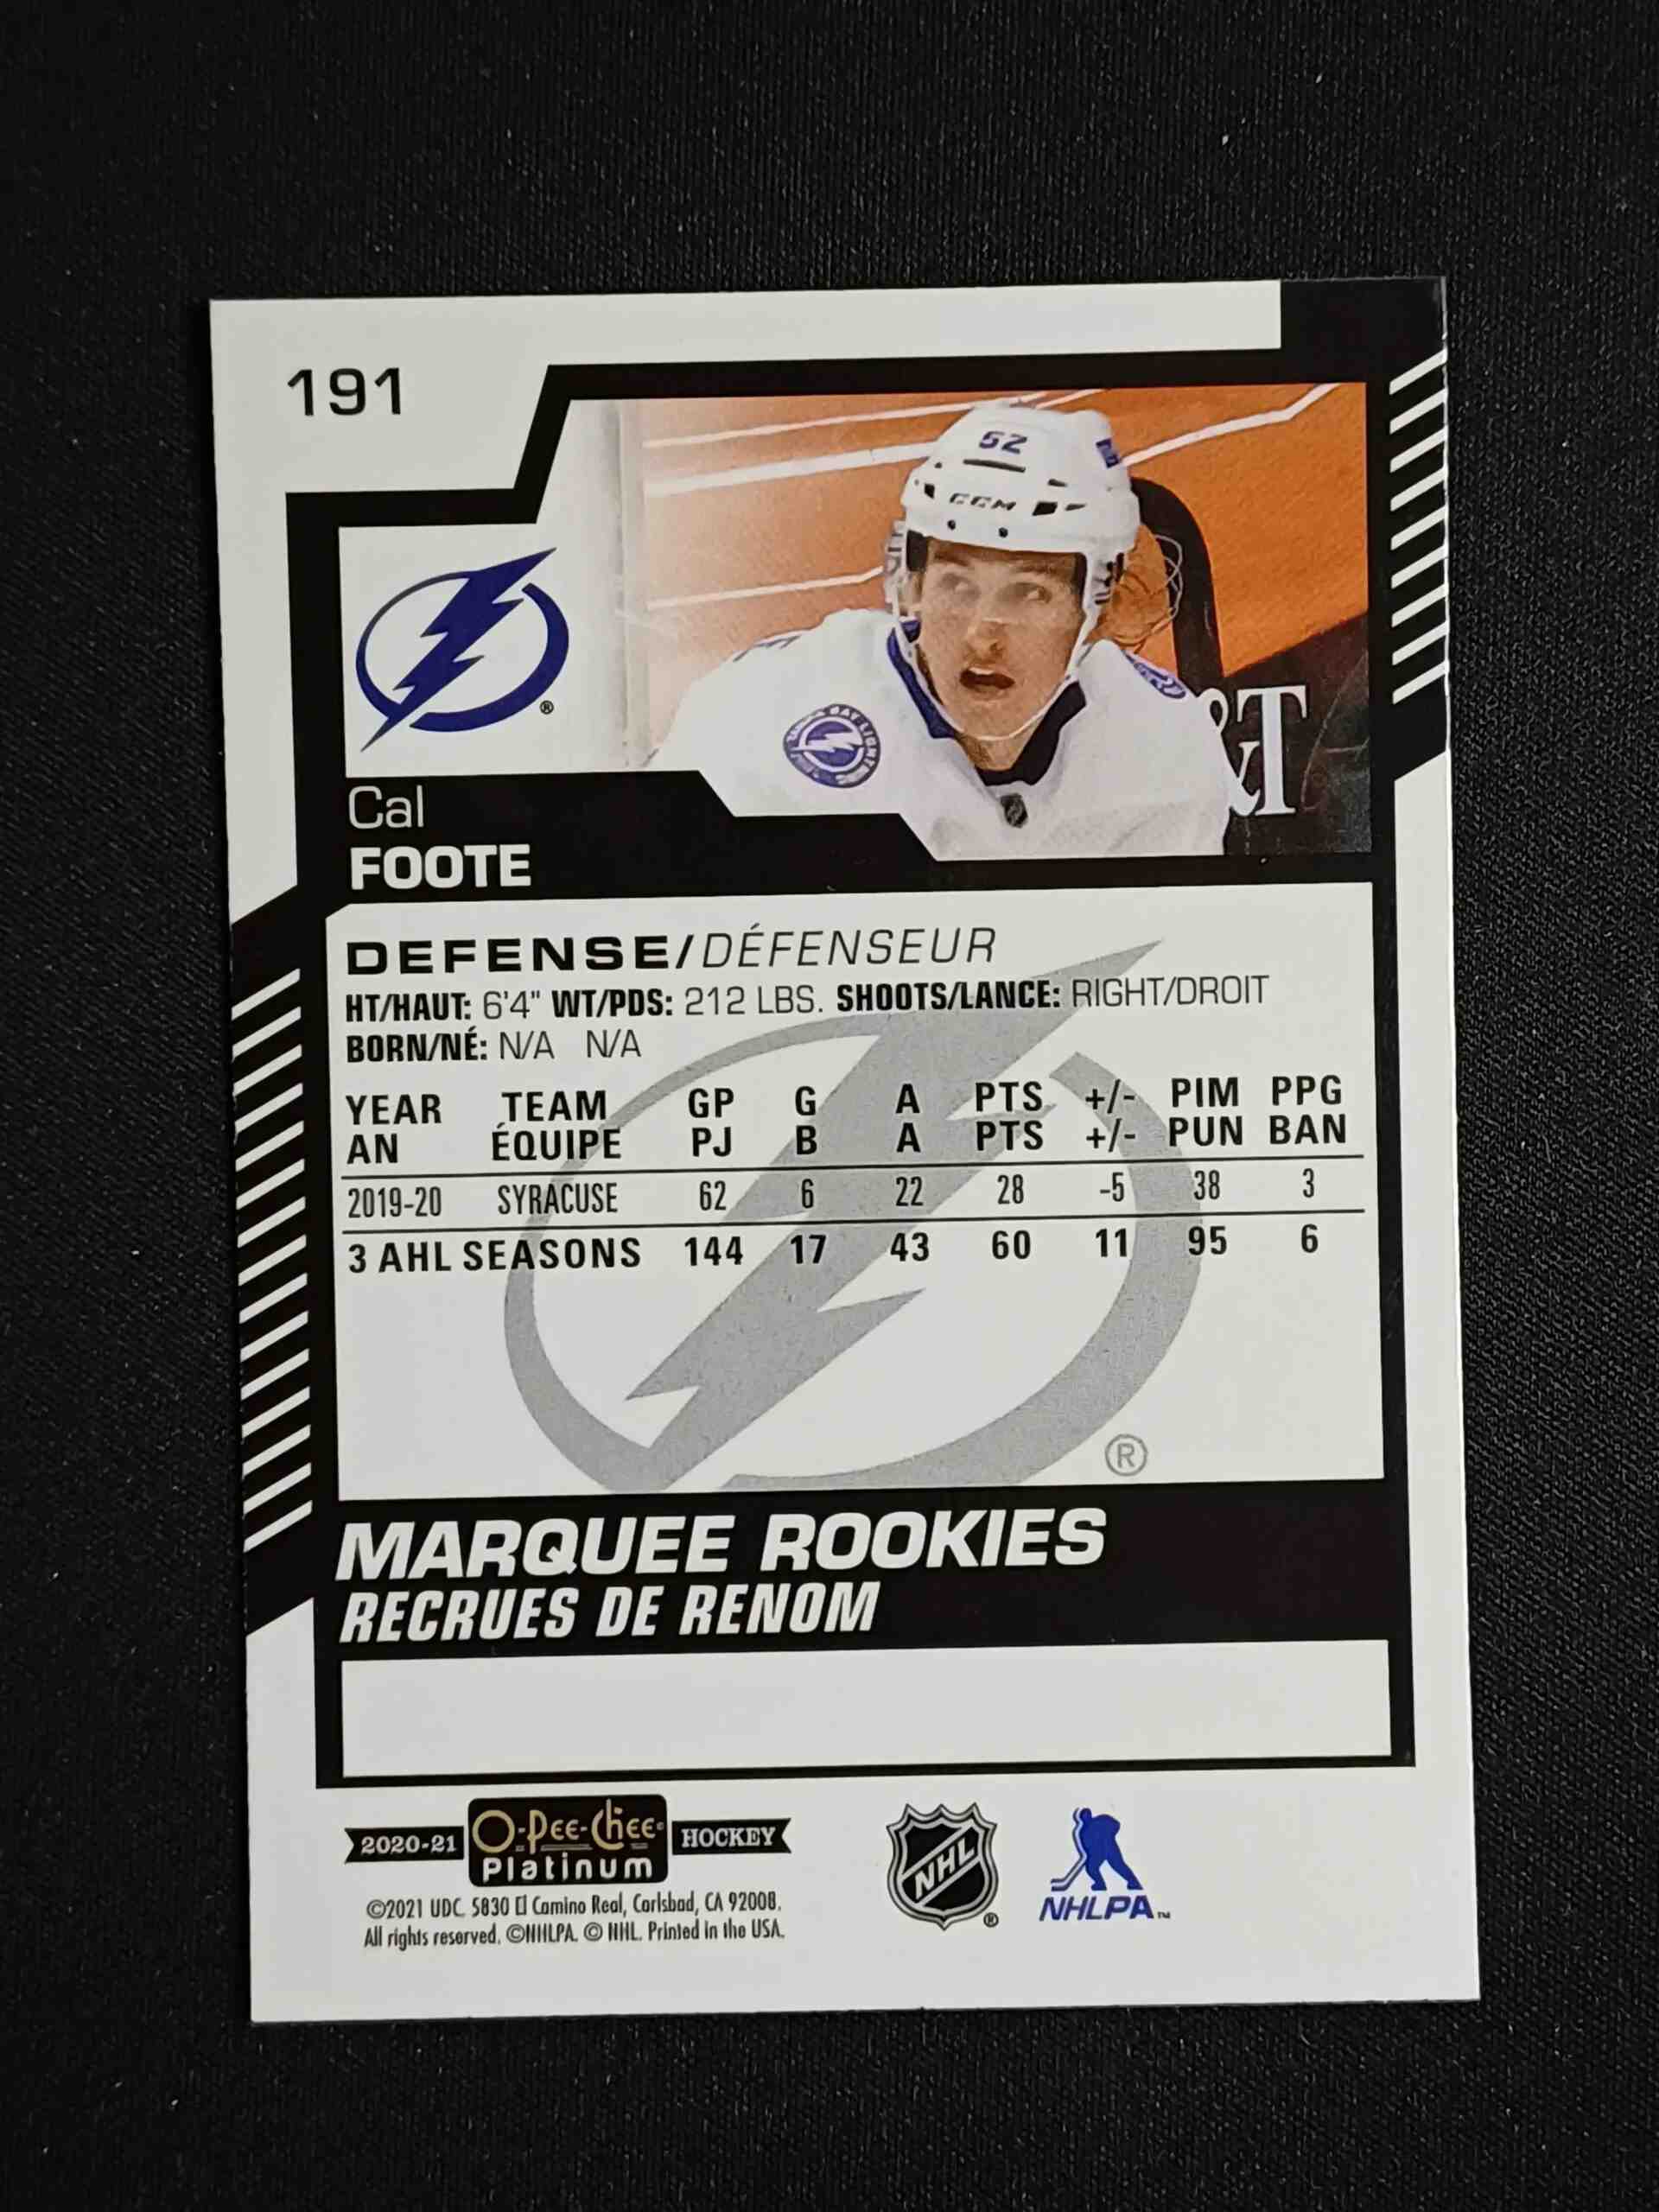 191
52
CCM
&T
TAMPA BAY LIGHTNING
Cal
FOOTE
DEFENSE/DÉFENSEUR
HT/HAUT: 6'4" WT/PDS: 212 LBS. SHOOTS/LANCE: RIGHT/DROIT
BORN/NÉ: N/A N/A
YEAR TEAM GP G A PTS +/- PIM PPG
AN ÉQUIPE PJ B A PTS +/- PUN BAN
2019-20 SYRACUSE 62 6 22 28 -5 38 3
3 AHL SEASONS 144 17 43 60 11 95 6
®
MARQUEE ROOKIES
RECRUES DE RENOM
2020-21 O-Pee-Chee Platinum HOCKEY
©2021 UDC. 5830 El Camino Real, Carlsbad, CA 92008.
All rights reserved. ©NHLPA. © NHL. Printed in the USA.
NHL ®
NHLPA™